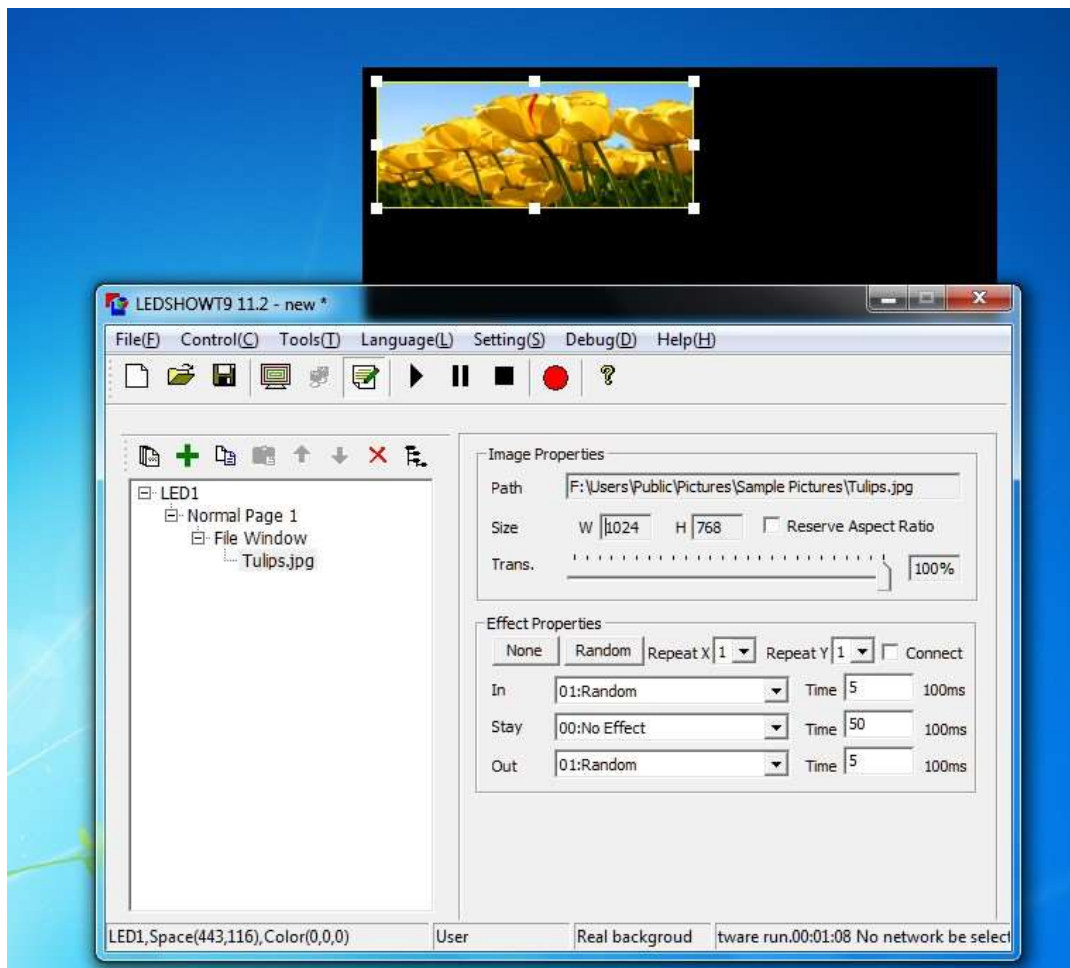 LEDSHOWT9 11.2 - new *
File(F) Control(C) Tools(T) Language(L) Setting(S) Debug(D) Help(H)
LED1
Normal Page 1
File Window
Tulips.jpg
Image Properties
Path F:\Users\Public\Pictures\Sample Pictures\Tulips.jpg
Size W 1024 H 768 Reserve Aspect Ratio
Trans. 100%
Effect Properties
None Random Repeat X 1 Repeat Y 1 Connect
In 01:Random Time 5 100ms
Stay 00:No Effect Time 50 100ms
Out 01:Random Time 5 100ms
LED1,Space(443,116),Color(0,0,0) User Real backgroud tware run.00:01:08 No network be select